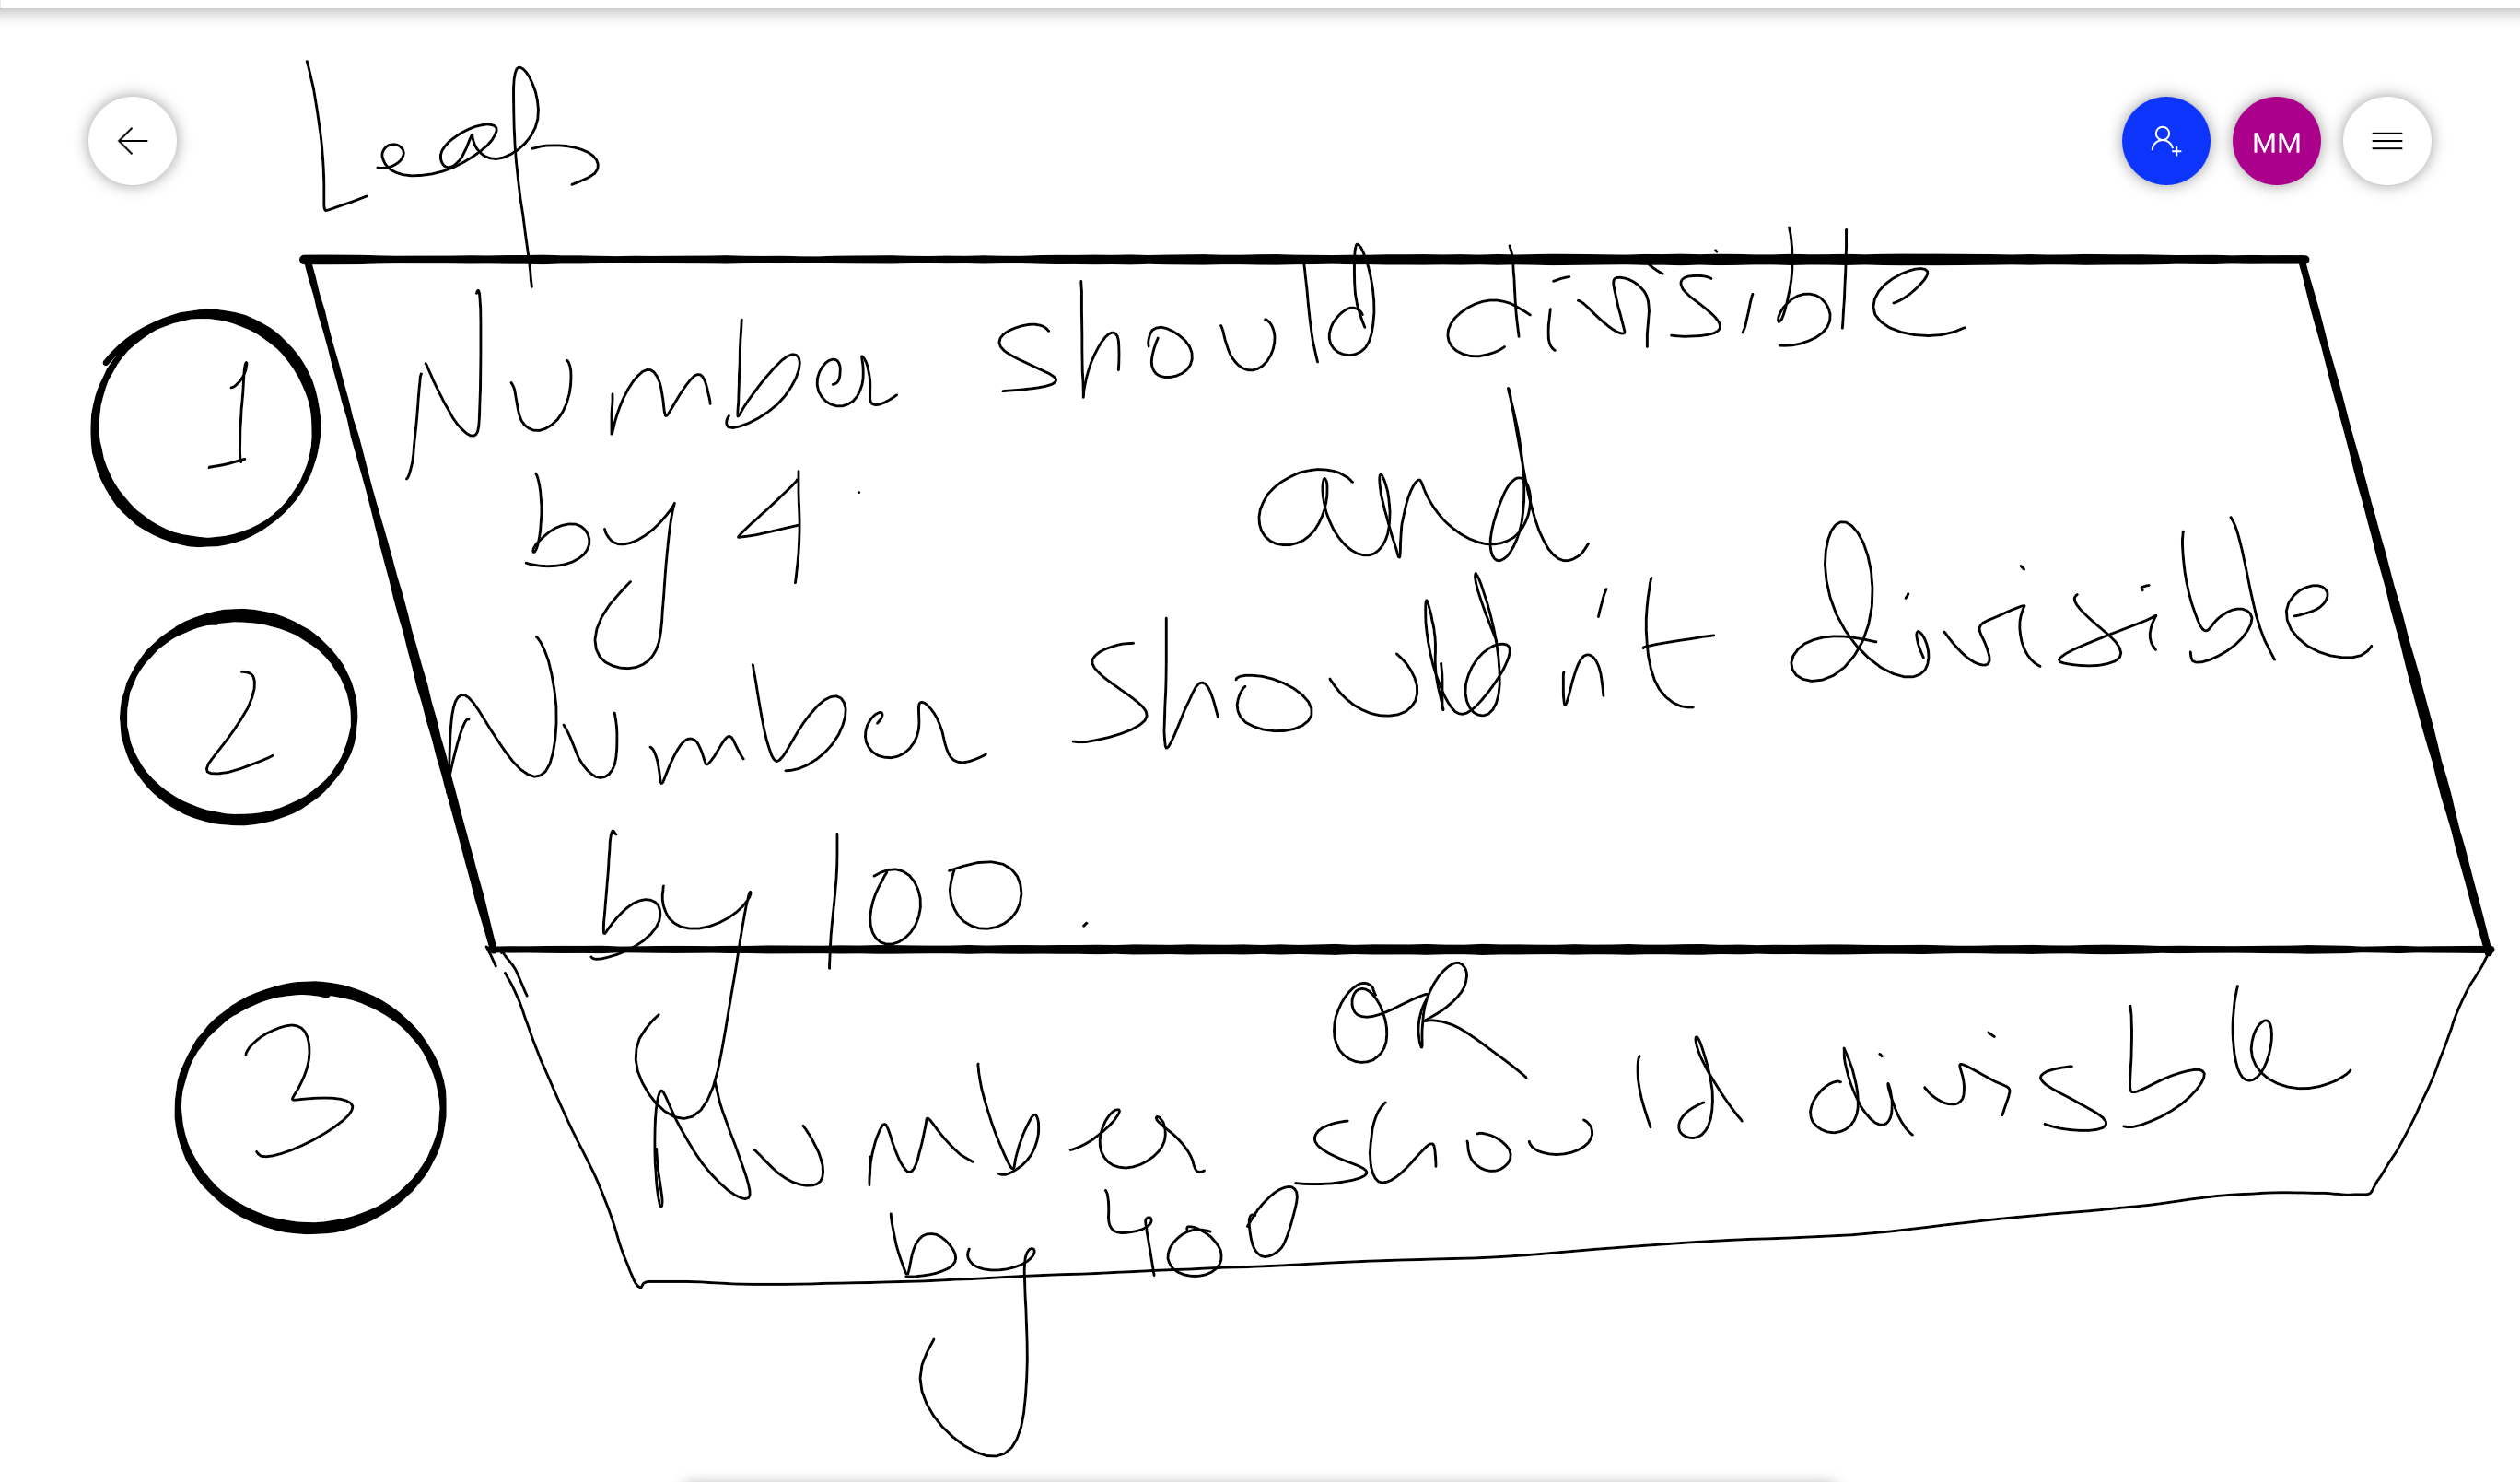 Leap
MM
1
Number should divisible
by 4
and
2
Number should n't divisible
by 100.
OR
3
Number should divisble
by 400